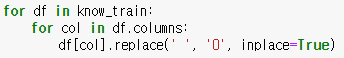 for df in know_train:
    for col in df.columns:
        df[col].replace(' ', '0', inplace=True)